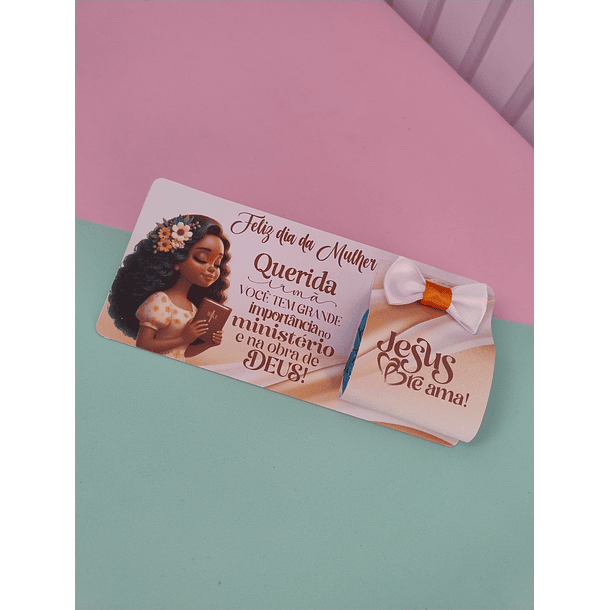 Feliz dia da Mulher
Querida
irmã
VOCÊ TEM GRANDE
importância no
ministério
e na obra de
DEUS!
Jesus
te ama!